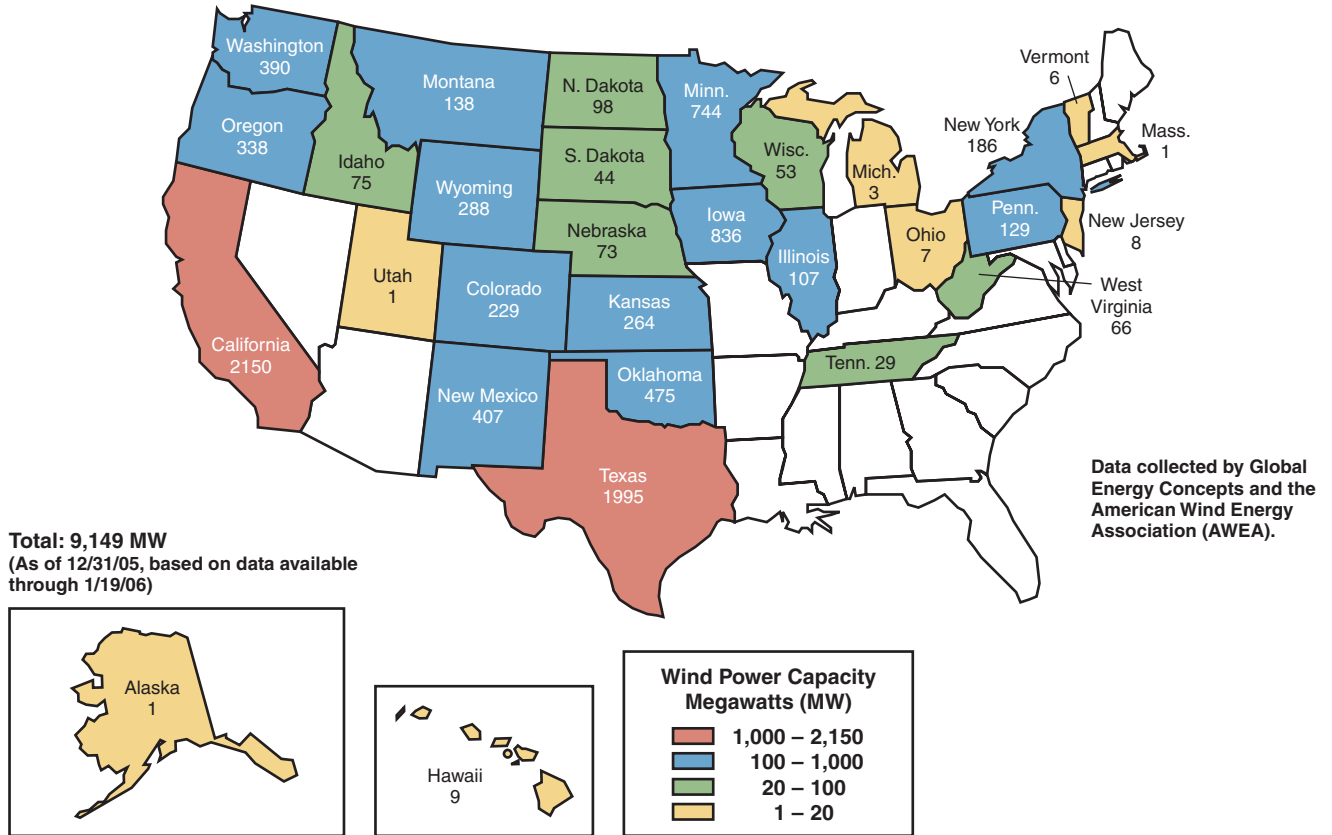 Washington
390
Montana
138
N. Dakota
98
Minn.
744
Vermont
6
Oregon
338
Idaho
75
Wyoming
288
S. Dakota
44
Wisc.
53
Mich.
3
New York
186
Mass.
1
Nebraska
73
Iowa
836
Illinois
107
Ohio
7
Penn.
129
New Jersey
8
Utah
1
Colorado
229
Kansas
264
West
Virginia
66
California
2150
New Mexico
407
Oklahoma
475
Tenn. 29
Texas
1995
Data collected by Global
Energy Concepts and the
American Wind Energy
Association (AWEA).
Total: 9,149 MW
(As of 12/31/05, based on data available
through 1/19/06)
Alaska
1
Hawaii
9
Wind Power Capacity
Megawatts (MW)
1,000 – 2,150
100 – 1,000
20 – 100
1 – 20